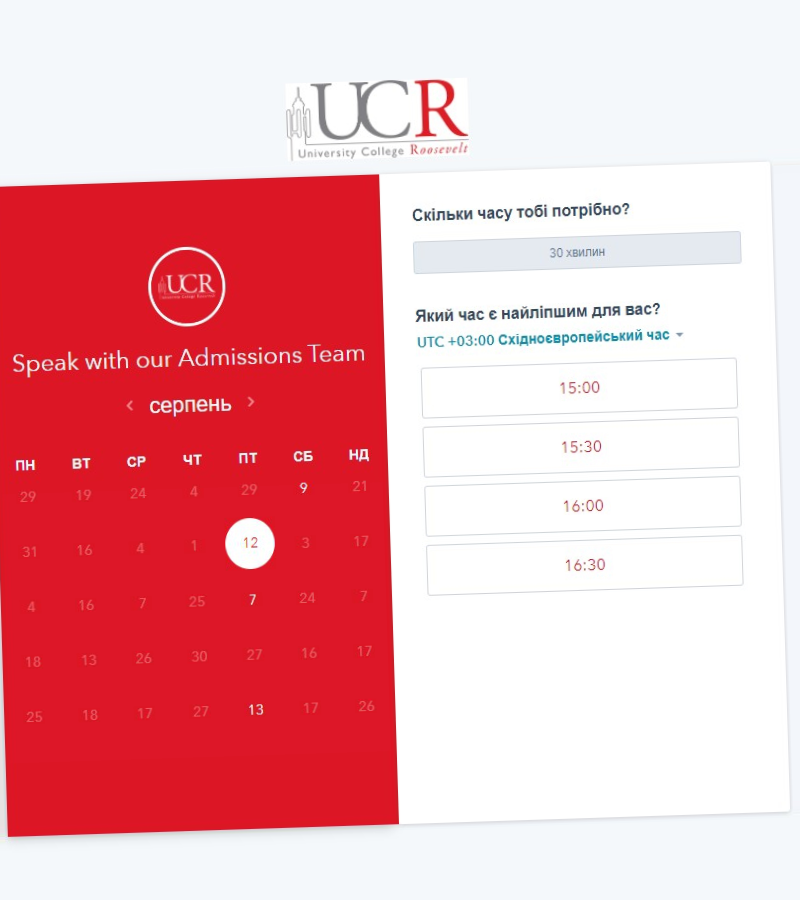 UCR
University College Roosevelt
UCR
Speak with our Admissions Team
серпень
ПН ВТ СР ЧТ ПТ СБ НД
29 19 24 4 29 9 21
31 16 4 1 12 3 17
4 16 7 25 7 24 7
18 13 26 30 27 16 17
25 18 17 27 13 17 26
Скільки часу тобі потрібно?
30 хвилин
Який час є найліпшим для вас?
UTC +03:00 Східноєвропейський час
15:00
15:30
16:00
16:30